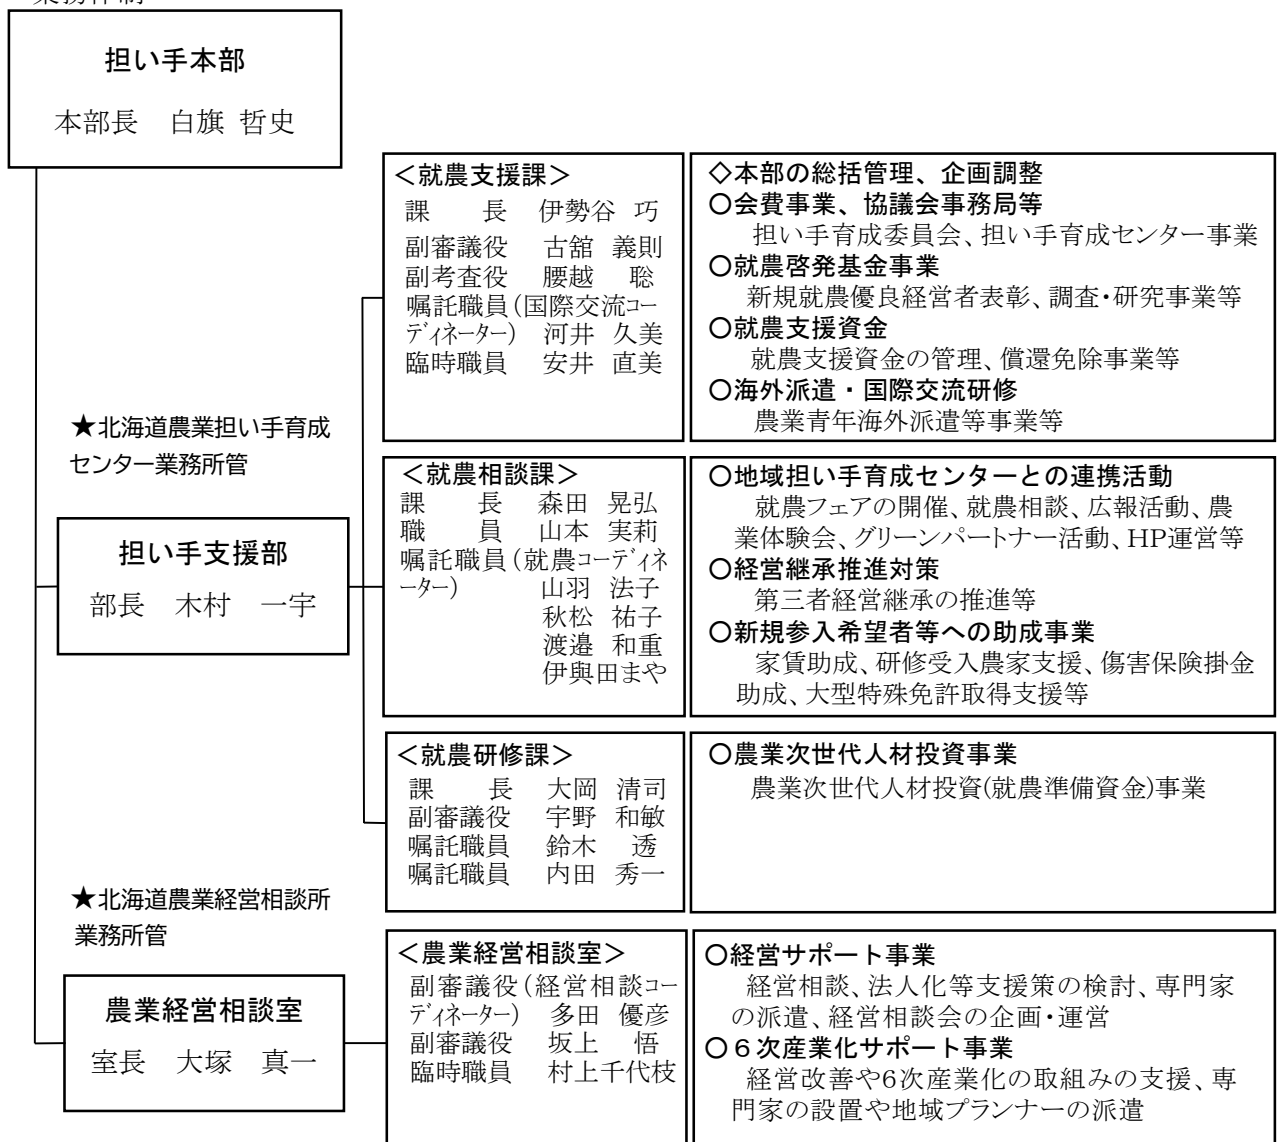 担い手本部
本部長 白旗 哲史
<就農支援課>
課 長 伊勢谷 巧
副審議役 古舘 義則
副考査役 腰越 聡
嘱託職員(国際交流コー
ディネーター) 河井 久美
臨時職員 安井 直美
◇本部の総括管理、企画調整
○会費事業、協議会事務局等
担い手育成委員会、担い手育成センター事業
○就農啓発基金事業
新規就農優良経営者表彰、調査・研究事業等
○就農支援資金
就農支援資金の管理、償還免除事業等
○海外派遣・国際交流研修
農業青年海外派遣等事業等
★北海道農業担い手育成
センター業務所管
担い手支援部
部長 木村 一宇
<就農相談課>
課 長 森田 晃弘
職 員 山本 実莉
嘱託職員(就農コーディネ
ーター) 山羽 法子
秋松 祐子
渡邉 和重
伊與田まや
○地域担い手育成センターとの連携活動
就農フェアの開催、就農相談、広報活動、農
業体験会、グリーンパートナー活動、HP運営等
○経営継承推進対策
第三者経営継承の推進等
○新規参入希望者等への助成事業
家賃助成、研修受入農家支援、傷害保険掛金
助成、大型特殊免許取得支援等
<就農研修課>
課 長 大岡 清司
副審議役 宇野 和敏
嘱託職員 鈴木 透
嘱託職員 内田 秀一
○農業次世代人材投資事業
農業次世代人材投資(就農準備資金)事業
★北海道農業経営相談所
業務所管
農業経営相談室
室長 大塚 真一
<農業経営相談室>
副審議役(経営相談コー
ディネーター) 多田 優彦
副審議役 坂上 悟
臨時職員 村上千代枝
○経営サポート事業
経営相談、法人化等支援策の検討、専門家
の派遣、経営相談会の企画・運営
○6次産業化サポート事業
経営改善や6次産業化の取組みの支援、専
門家の設置や地域プランナーの派遣